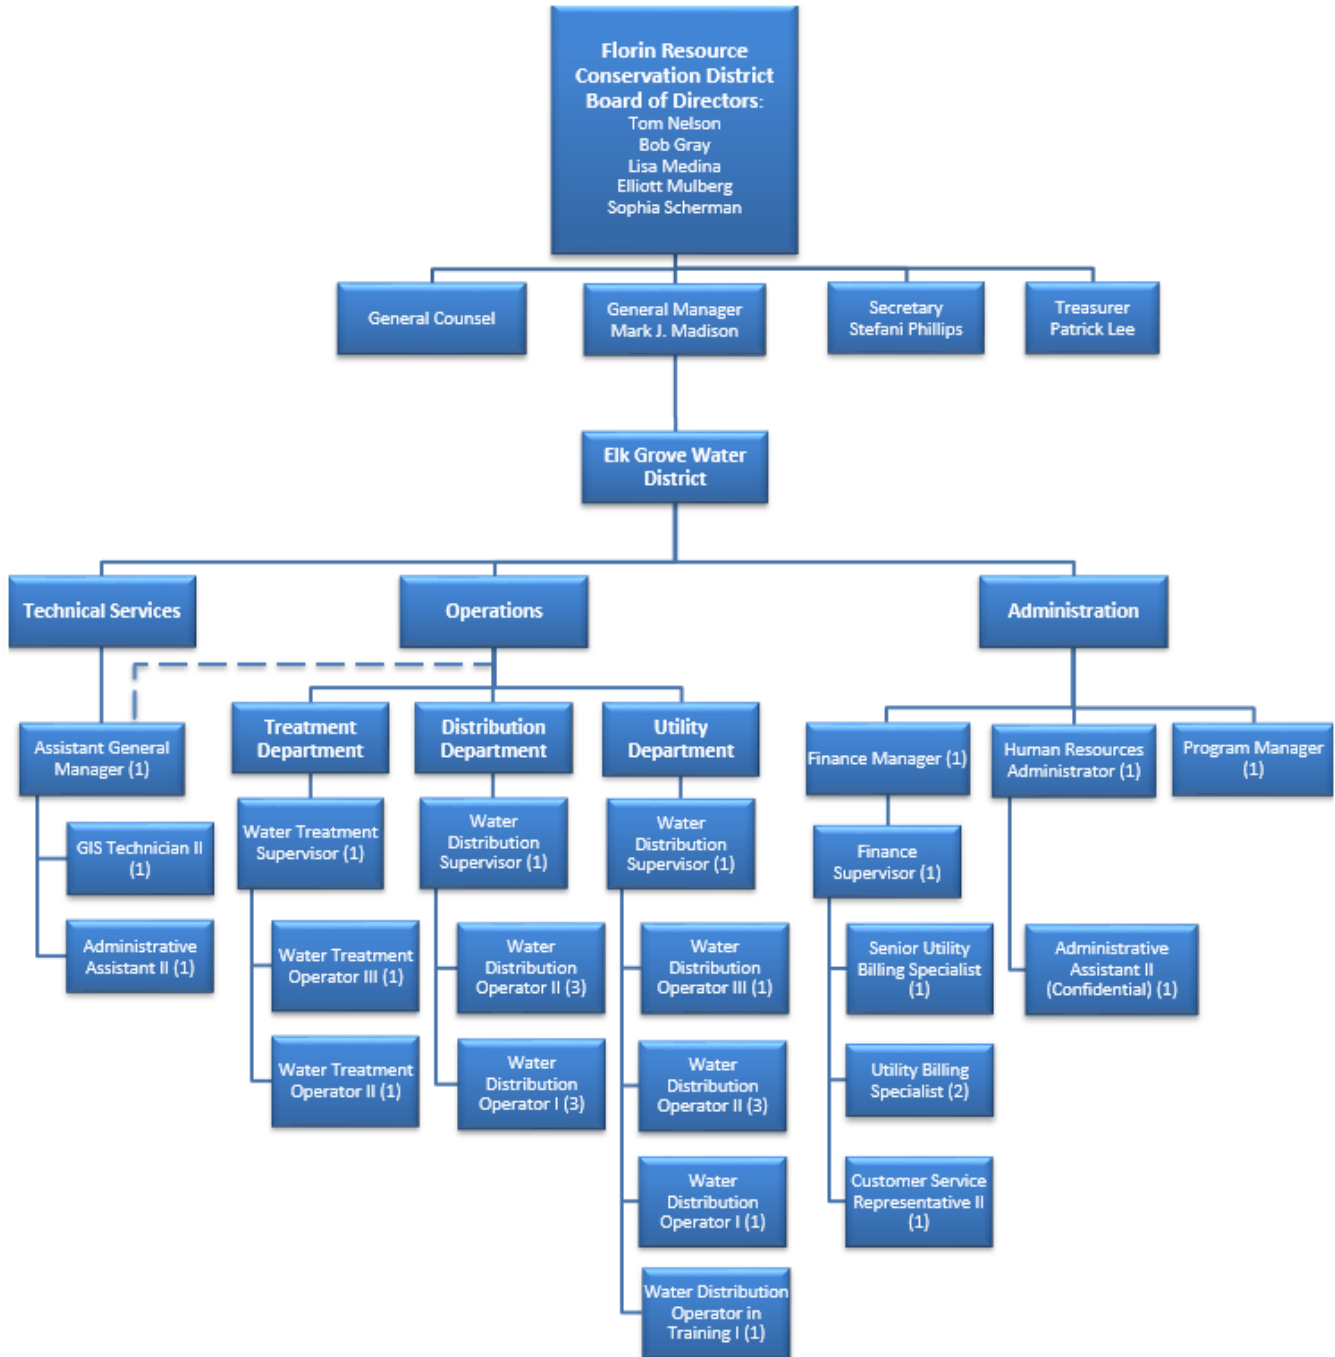 Florin Resource
Conservation District
Board of Directors:
Tom Nelson
Bob Gray
Lisa Medina
Elliott Mulberg
Sophia Scherman
General Counsel
General Manager
Mark J. Madison
Secretary
Stefani Phillips
Treasurer
Patrick Lee
Elk Grove Water
District
Technical Services
Operations
Administration
Assistant General
Manager (1)
GIS Technician II
(1)
Administrative
Assistant II (1)
Treatment
Department
Water Treatment
Supervisor (1)
Water Treatment
Operator III (1)
Water Treatment
Operator II (1)
Distribution
Department
Water
Distribution
Supervisor (1)
Water
Distribution
Operator II (3)
Water
Distribution
Operator I (3)
Utility
Department
Water
Distribution
Supervisor (1)
Water
Distribution
Operator III (1)
Water
Distribution
Operator II (3)
Water
Distribution
Operator I (1)
Water Distribution
Operator in
Training I (1)
Finance Manager (1)
Finance
Supervisor (1)
Senior Utility
Billing Specialist
(1)
Utility Billing
Specialist (2)
Customer Service
Representative II
(1)
Human Resources
Administrator (1)
Administrative
Assistant II
(Confidential) (1)
Program Manager
(1)